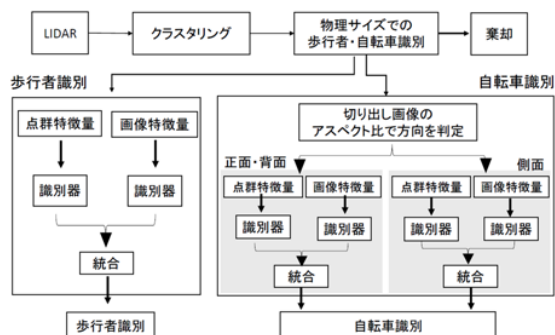 LIDAR
クラスタリング
物理サイズでの
歩行者・自転車識別
棄却
歩行者識別
点群特徴量
画像特徴量
識別器
識別器
統合
歩行者識別
自転車識別
切り出し画像の
アスペクト比で方向を判定
正面・背面
点群特徴量
画像特徴量
識別器
識別器
統合
側面
点群特徴量
画像特徴量
識別器
識別器
統合
自転車識別